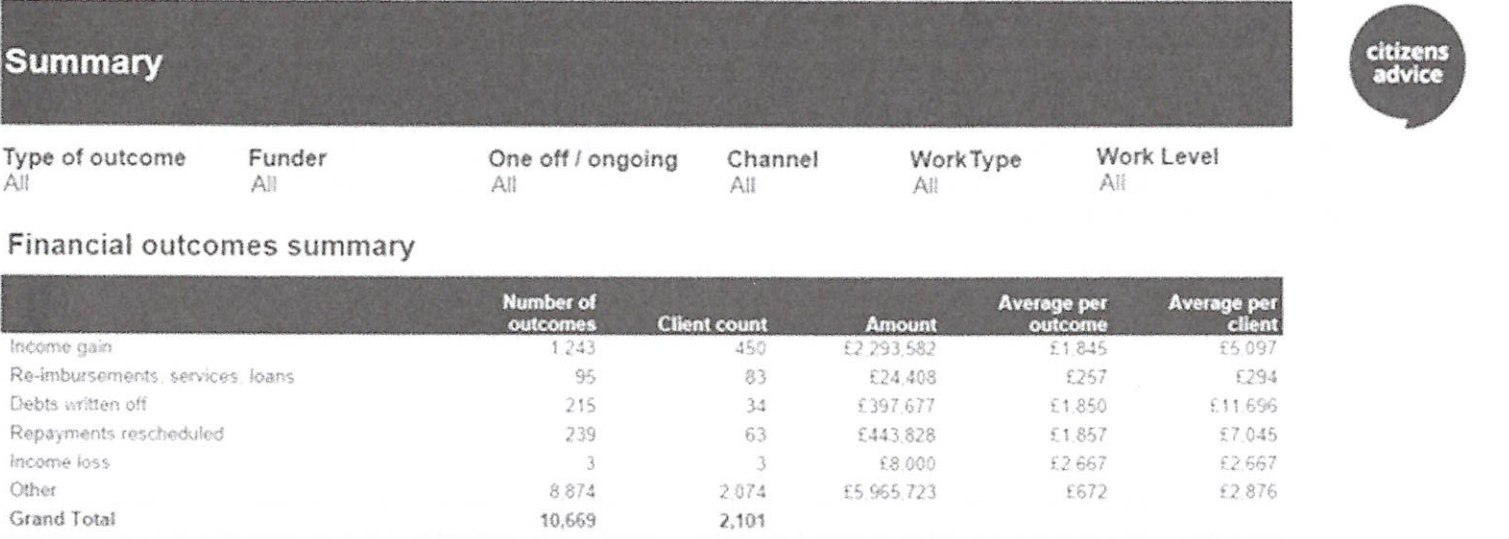 Summary
citizens
advice
Type of outcome Funder One off / ongoing Channel Work Type Work Level
All All All All All All
Financial outcomes summary
Number of outcomes Client count Amount Average per outcome Average per client
Income gain 1,243 450 £2,293,582 £1,845 £5,097
Re-imbursements, services, loans 95 83 £24,408 £257 £294
Debts written off 215 34 £397,677 £1,850 £11,696
Repayments rescheduled 239 63 £443,828 £1,857 £7,045
Income loss 3 3 £8,000 £2,667 £2,667
Other 8,874 2,074 £5,965,723 £672 £2,876
Grand Total 10,669 2,101